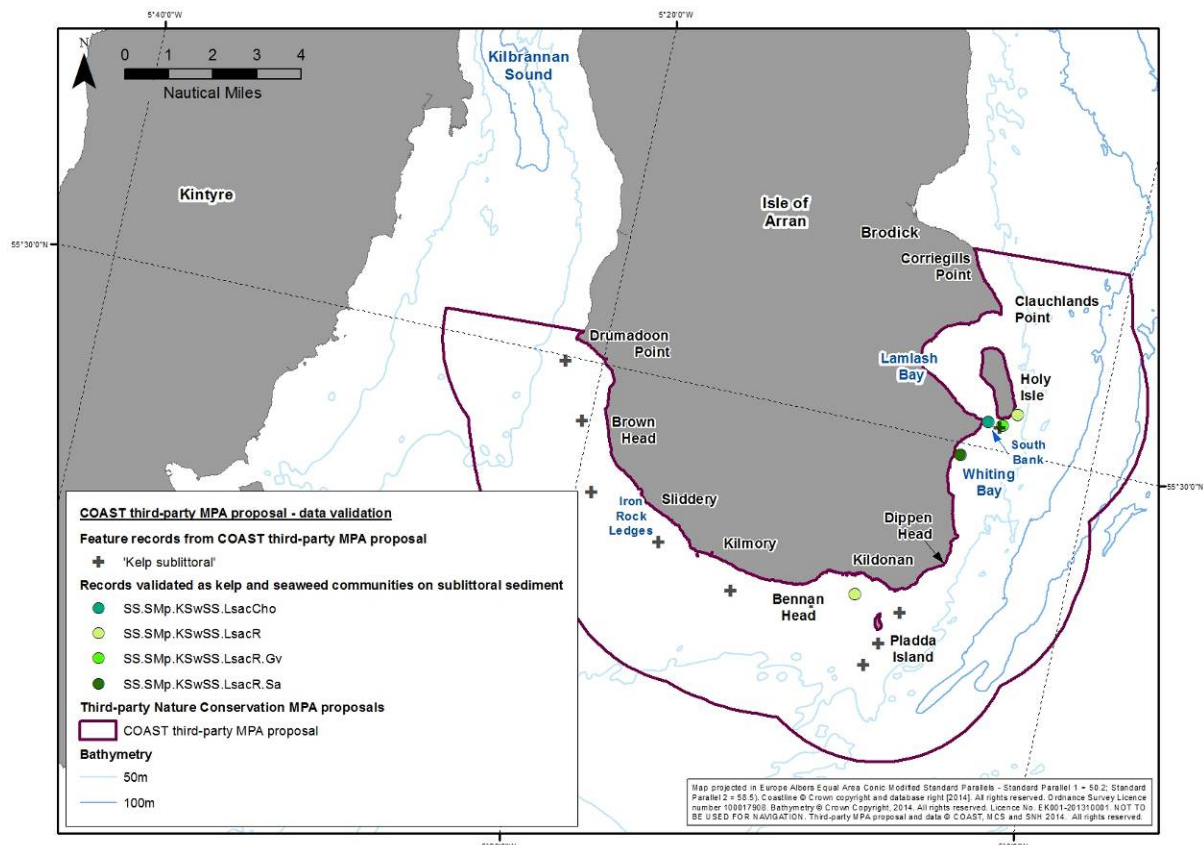 5°40'0"W
5°20'0"W
N
0 1 2 3 4
Nautical Miles
Kilbrannan
Sound
Kintyre
Isle of
Arran
Brodick
Corriegills
Point
55°30'0"N
Clauchlands
Point
Drumadoon
Point
Lamlash
Bay
Holy
Isle
Brown
Head
South
Bank
Whiting
Bay
55°30'0"N
Iron
Rock
Ledges
Sliddery
Dippen
Head
Kilmory
Kildonan
Bennan
Head
Pladda
Island
COAST third-party MPA proposal - data validation
Feature records from COAST third-party MPA proposal
'Kelp sublittoral'
Records validated as kelp and seaweed communities on sublittoral sediment
SS.SMp.KSwSS.LsacCho
SS.SMp.KSwSS.LsacR
SS.SMp.KSwSS.LsacR.Gv
SS.SMp.KSwSS.LsacR.Sa
Third-party Nature Conservation MPA proposals
COAST third-party MPA proposal
Bathymetry
50m
100m
Map projected in Europe Albers Equal Area Conic Modified Standard Parallels - Standard Parallel 1 = 50.2; Standard
Parallel 2 = 58.5). Coastline © Crown copyright and database right [2014]. All rights reserved. Ordnance Survey Licence
number 100017908. Bathymetry © Crown Copyright, 2014. All rights reserved. Licence No. EK001-201310001. NOT TO
BE USED FOR NAVIGATION. Third-party MPA proposal and data © COAST, MCS and SNH 2014. All rights reserved.